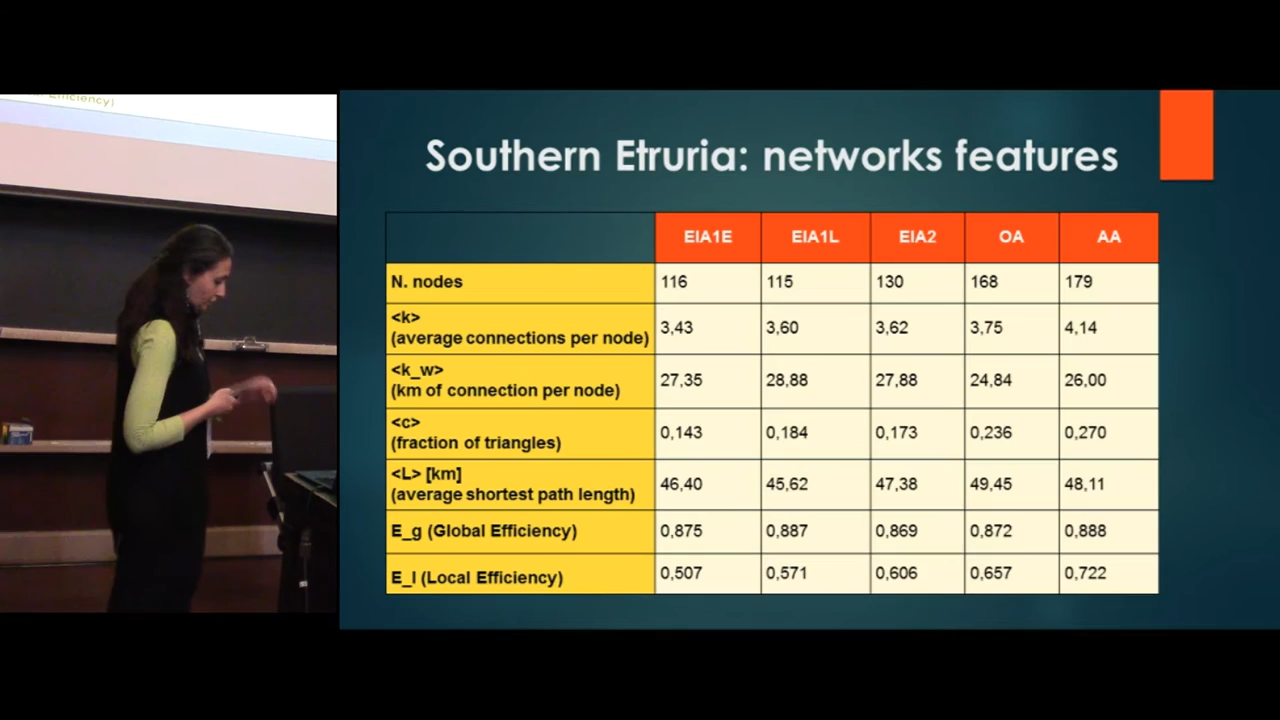 Efficiency)
Southern Etruria: networks features
EIA1E EIA1L EIA2 OA AA
N. nodes 116 115 130 168 179
<k>
(average connections per node) 3,43 3,60 3,62 3,75 4,14
<k_w>
(km of connection per node) 27,35 28,88 27,88 24,84 26,00
<c>
(fraction of triangles) 0,143 0,184 0,173 0,236 0,270
<L> [km]
(average shortest path length) 46,40 45,62 47,38 49,45 48,11
E_g (Global Efficiency) 0,875 0,887 0,869 0,872 0,888
E_l (Local Efficiency) 0,507 0,571 0,606 0,657 0,722